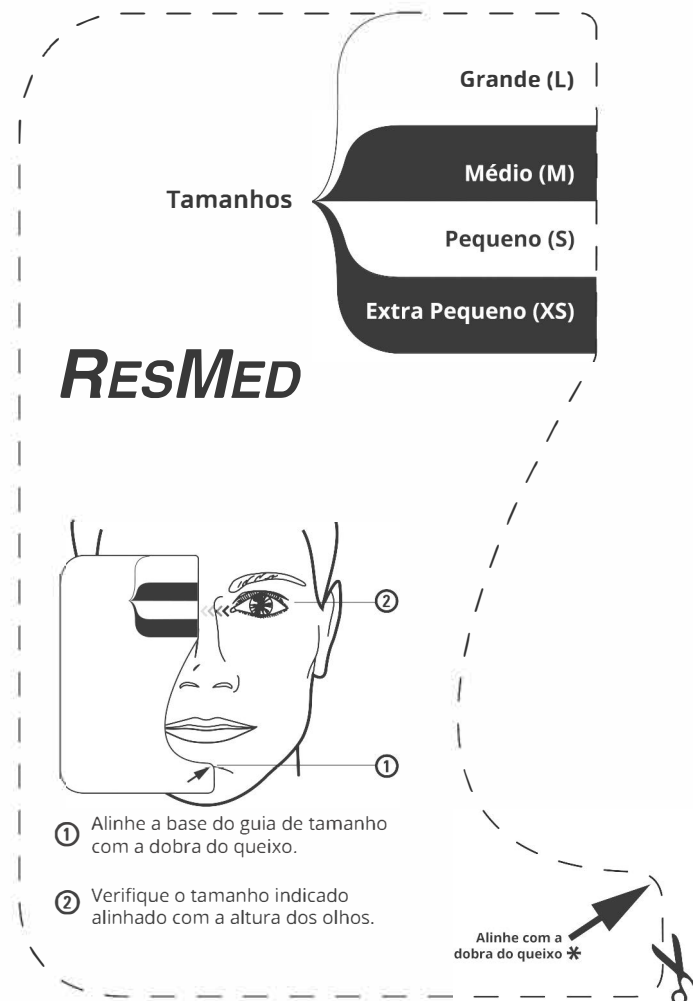 Grande (L)
Médio (M)
Tamanhos
Pequeno (S)
Extra Pequeno (XS)
RESMED
2
1
1 Alinhe a base do guia de tamanho
com a dobra do queixo.
2 Verifique o tamanho indicado
alinhado com a altura dos olhos.
Alinhe com a
dobra do queixo *